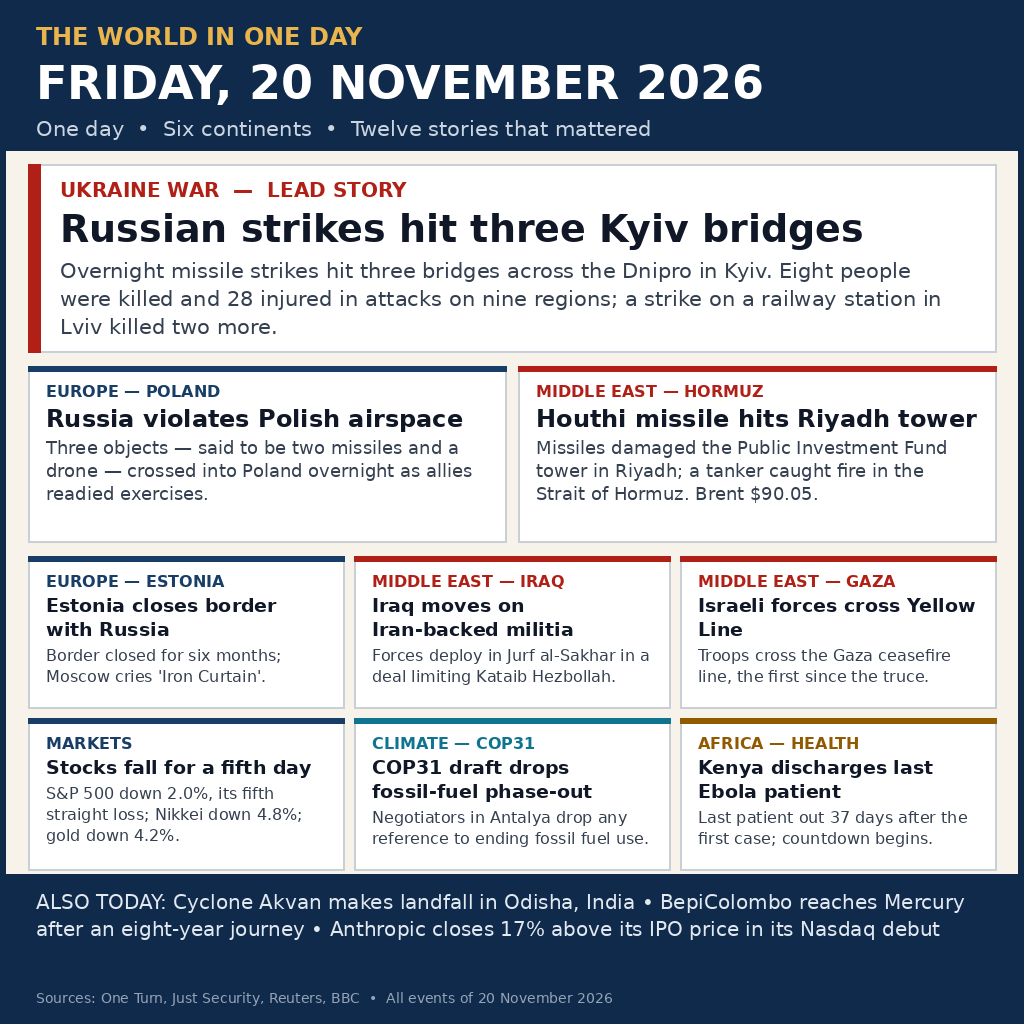 THE WORLD IN ONE DAY
FRIDAY, 20 NOVEMBER 2026
One day • Six continents • Twelve stories that mattered
UKRAINE WAR — LEAD STORY
Russian strikes hit three Kyiv bridges
Overnight missile strikes hit three bridges across the Dnipro in Kyiv. Eight people
were killed and 28 injured in attacks on nine regions; a strike on a railway station in
Lviv killed two more.
EUROPE — POLAND
Russia violates Polish airspace
Three objects — said to be two missiles and a
drone — crossed into Poland overnight as allies
readied exercises.
MIDDLE EAST — HORMUZ
Houthi missile hits Riyadh tower
Missiles damaged the Public Investment Fund
tower in Riyadh; a tanker caught fire in the
Strait of Hormuz. Brent $90.05.
EUROPE — ESTONIA
Estonia closes border
with Russia
Border closed for six months;
Moscow cries 'Iron Curtain'.
MIDDLE EAST — IRAQ
Iraq moves on
Iran-backed militia
Forces deploy in Jurf al-Sakhar in a
deal limiting Kataib Hezbollah.
MIDDLE EAST — GAZA
Israeli forces cross Yellow
Line
Troops cross the Gaza ceasefire
line, the first since the truce.
MARKETS
Stocks fall for a fifth day
S&P 500 down 2.0%, its fifth
straight loss; Nikkei down 4.8%;
gold down 4.2%.
CLIMATE — COP31
COP31 draft drops
fossil-fuel phase-out
Negotiators in Antalya drop any
reference to ending fossil fuel use.
AFRICA — HEALTH
Kenya discharges last
Ebola patient
Last patient out 37 days after the
first case; countdown begins.
ALSO TODAY: Cyclone Akvan makes landfall in Odisha, India • BepiColombo reaches Mercury
after an eight-year journey • Anthropic closes 17% above its IPO price in its Nasdaq debut
Sources: One Turn, Just Security, Reuters, BBC • All events of 20 November 2026